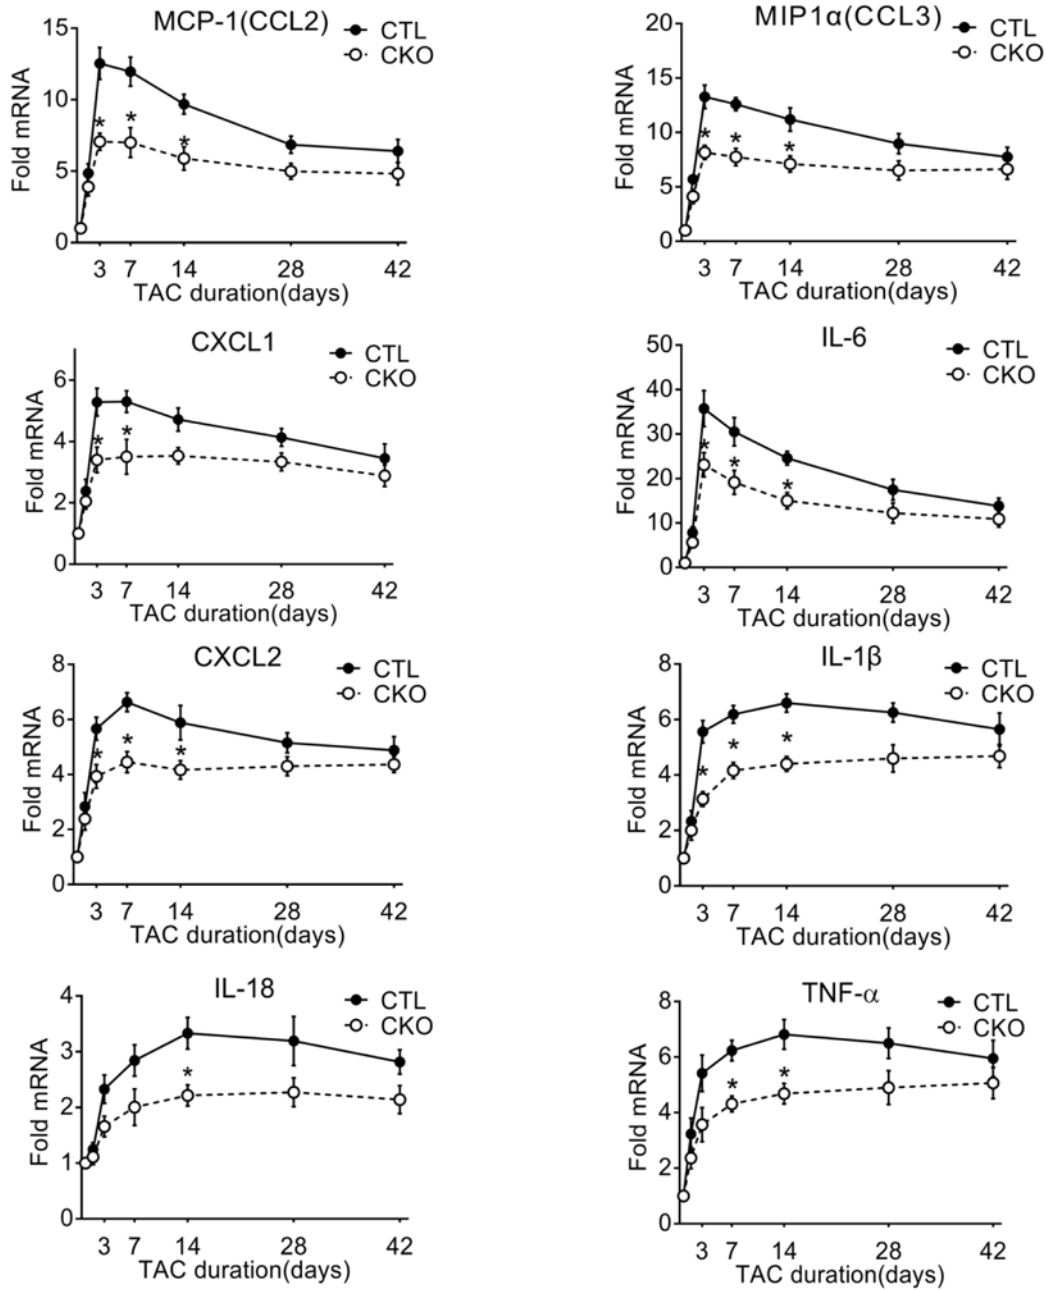 MCP-1(CCL2)
CTL
CKO
15
10
5
0
Fold mRNA
* * *
3 7 14 28 42
TAC duration(days)
MIP1α(CCL3)
CTL
CKO
20
15
10
5
0
Fold mRNA
* * *
3 7 14 28 42
TAC duration(days)
CXCL1
CTL
CKO
6
4
2
0
Fold mRNA
* *
3 7 14 28 42
TAC duration(days)
IL-6
CTL
CKO
50
40
30
20
10
0
Fold mRNA
* * *
3 7 14 28 42
TAC duration(days)
CXCL2
CTL
CKO
8
6
4
2
0
Fold mRNA
* * *
3 7 14 28 42
TAC duration(days)
IL-1β
CTL
CKO
8
6
4
2
0
Fold mRNA
* * *
3 7 14 28 42
TAC duration(days)
IL-18
CTL
CKO
4
3
2
1
0
Fold mRNA
*
3 7 14 28 42
TAC duration(days)
TNF-α
CTL
CKO
8
6
4
2
0
Fold mRNA
* *
3 7 14 28 42
TAC duration(days)